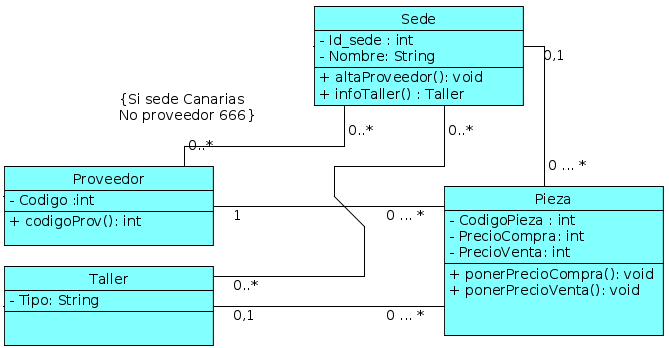 Sede
- Id_sede : int
- Nombre: String
+ altaProveedor(): void
+ infoTaller() : Taller
0,1
{Si sede Canarias
No proveedor 666}
0..*
0..*
0..*
0 ... *
Proveedor
- Codigo :int
+ codigoProv(): int
1
0 ... *
Pieza
- CodigoPieza : int
- PrecioCompra: int
- PrecioVenta: int
+ ponerPrecioCompra(): void
+ ponerPrecioVenta(): void
Taller
- Tipo: String
0..*
0,1
0 ... *